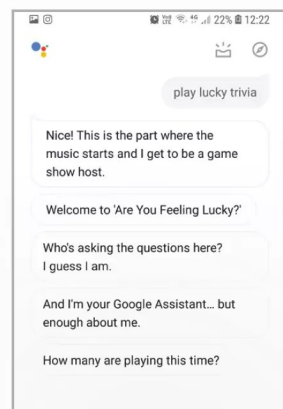 22% 12:22
play lucky trivia
Nice! This is the part where the
music starts and I get to be a game
show host.
Welcome to 'Are You Feeling Lucky?'
Who's asking the questions here?
I guess I am.
And I'm your Google Assistant... but
enough about me.
How many are playing this time?